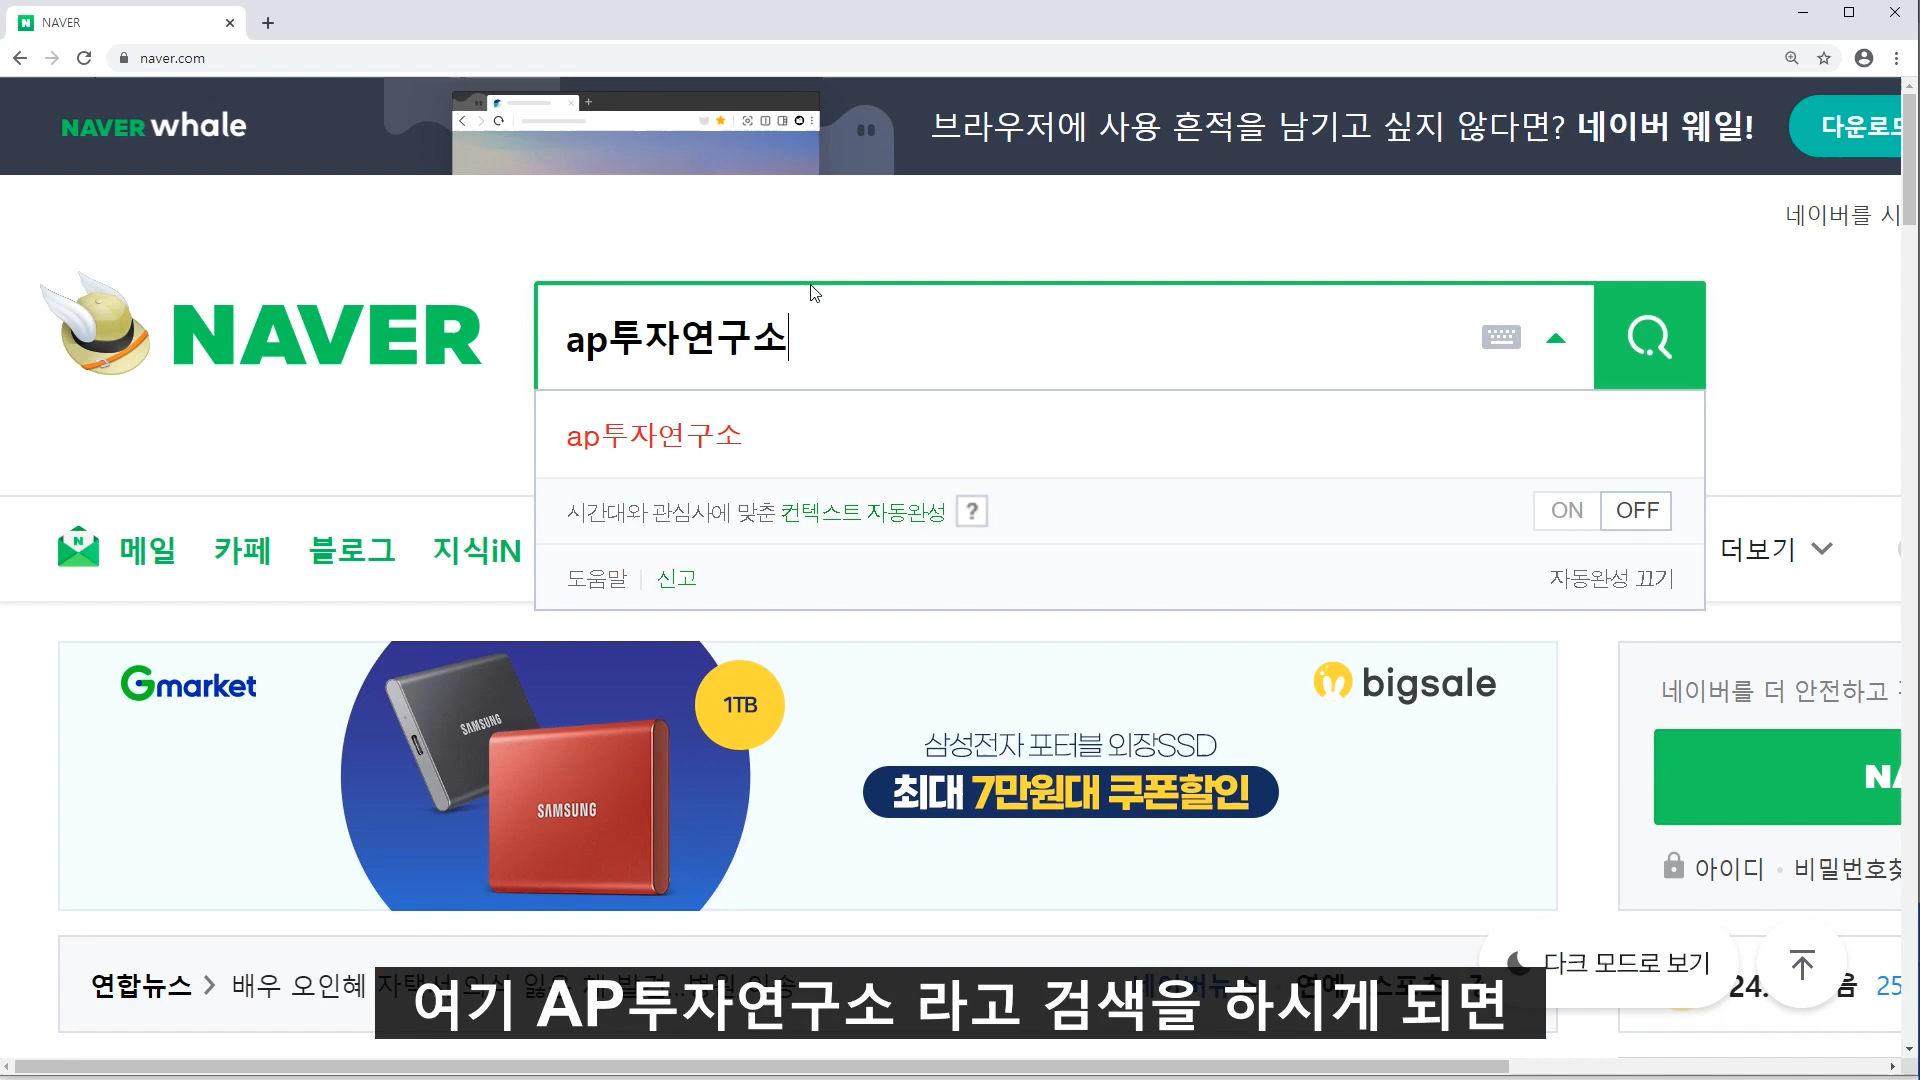 NAVER
naver.com
NAVER whale
브라우저에 사용 흔적을 남기고 싶지 않다면? 네이버 웨일!
다운로드
네이버를 시
NAVER
ap투자연구소
ap투자연구소
시간대와 관심사에 맞춘 컨텍스트 자동완성 ?
ON OFF
도움말 신고
자동완성 끄기
메일 카페 블로그 지식iN
더보기
Gmarket
SAMSUNG
SAMSUNG
1TB
bigsale
삼성전자 포터블 외장SSD
최대 7만원대 쿠폰할인
네이버를 더 안전하고
NA
아이디 비밀번호찾
연합뉴스 배우 오인혜
다크 모드로 보기
24.
음 25
여기 AP투자연구소 라고 검색을 하시게 되면